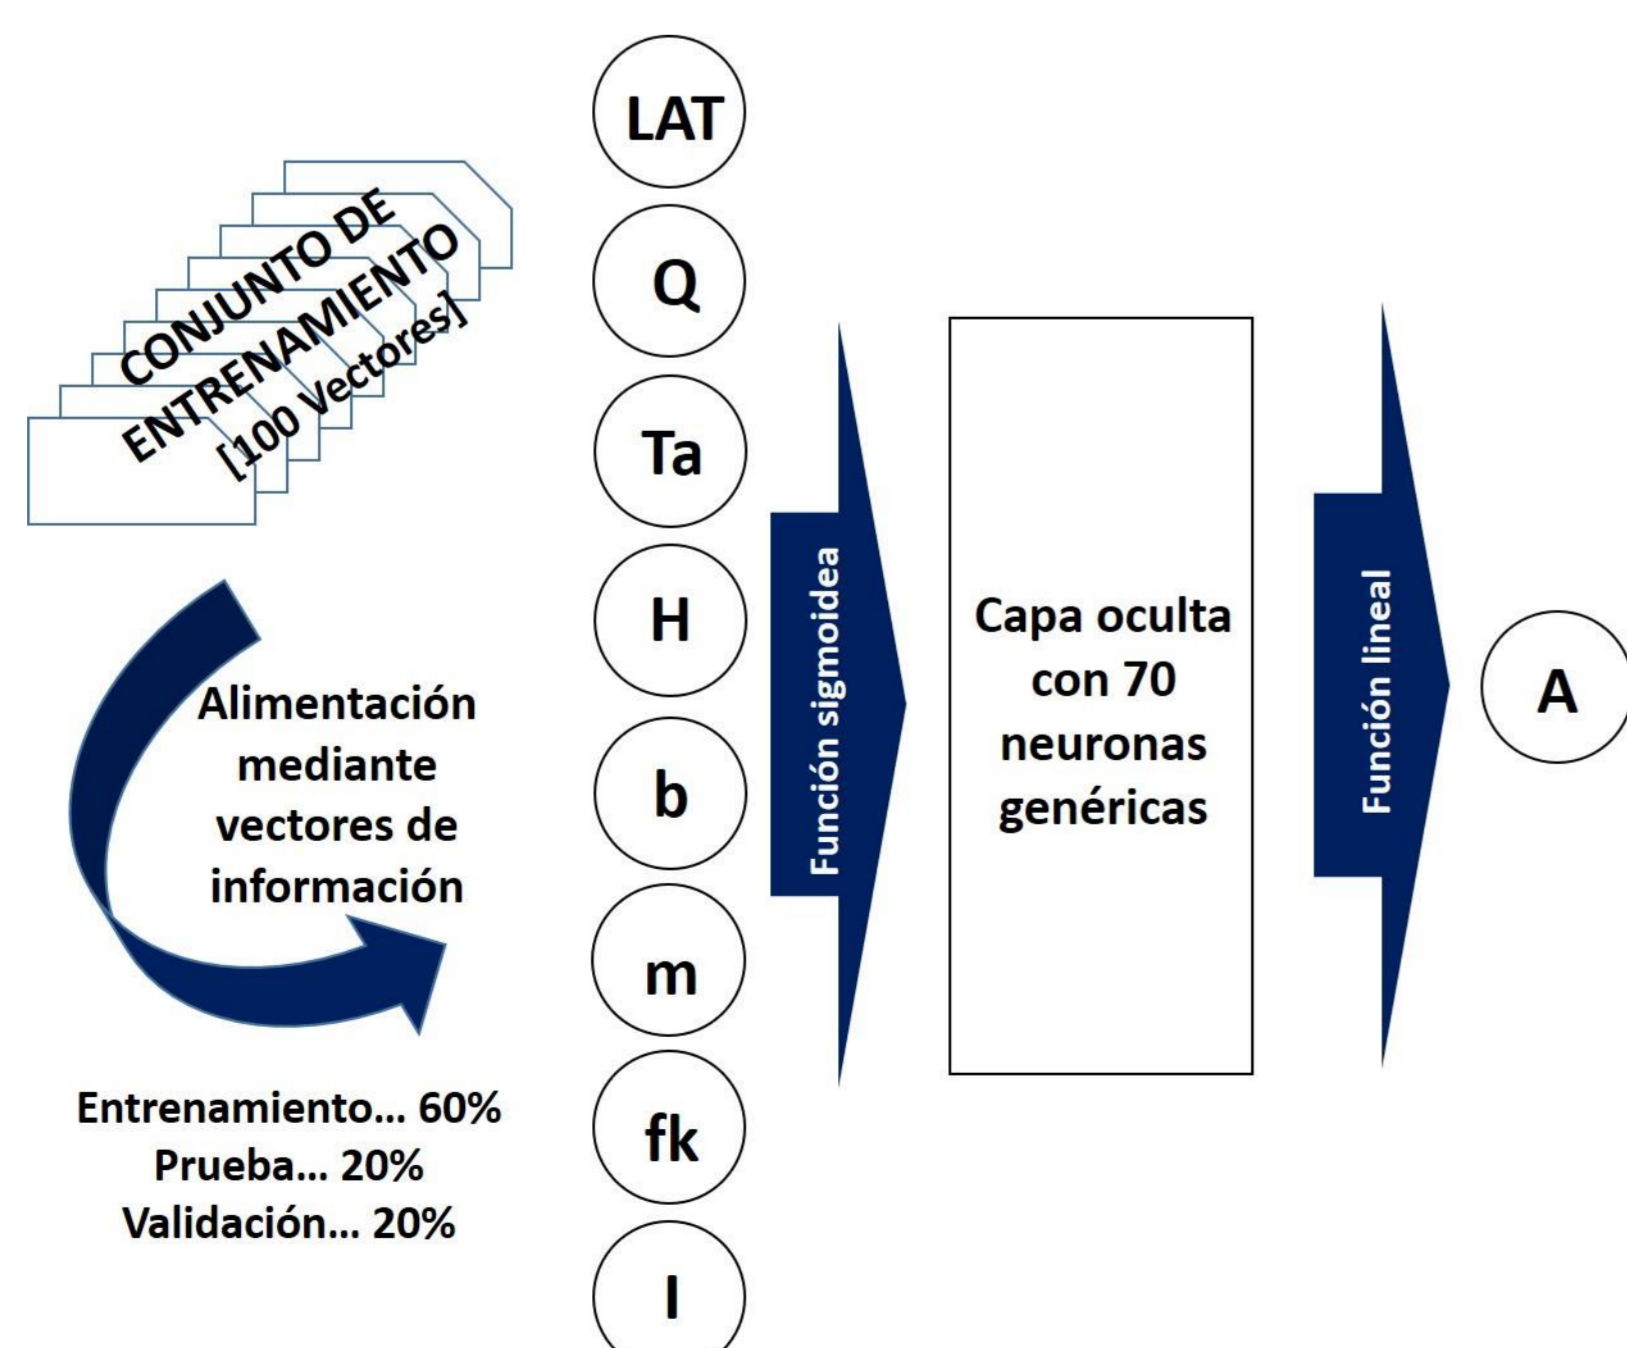 CONJUNTO DE
ENTRENAMIENTO
[100 Vectores]
Alimentación
mediante
vectores de
información
Entrenamiento... 60%
Prueba... 20%
Validación... 20%
LAT
Q
Ta
H
b
m
fk
I
Función sigmoidea
Capa oculta
con 70
neuronas
genéricas
Función lineal
A